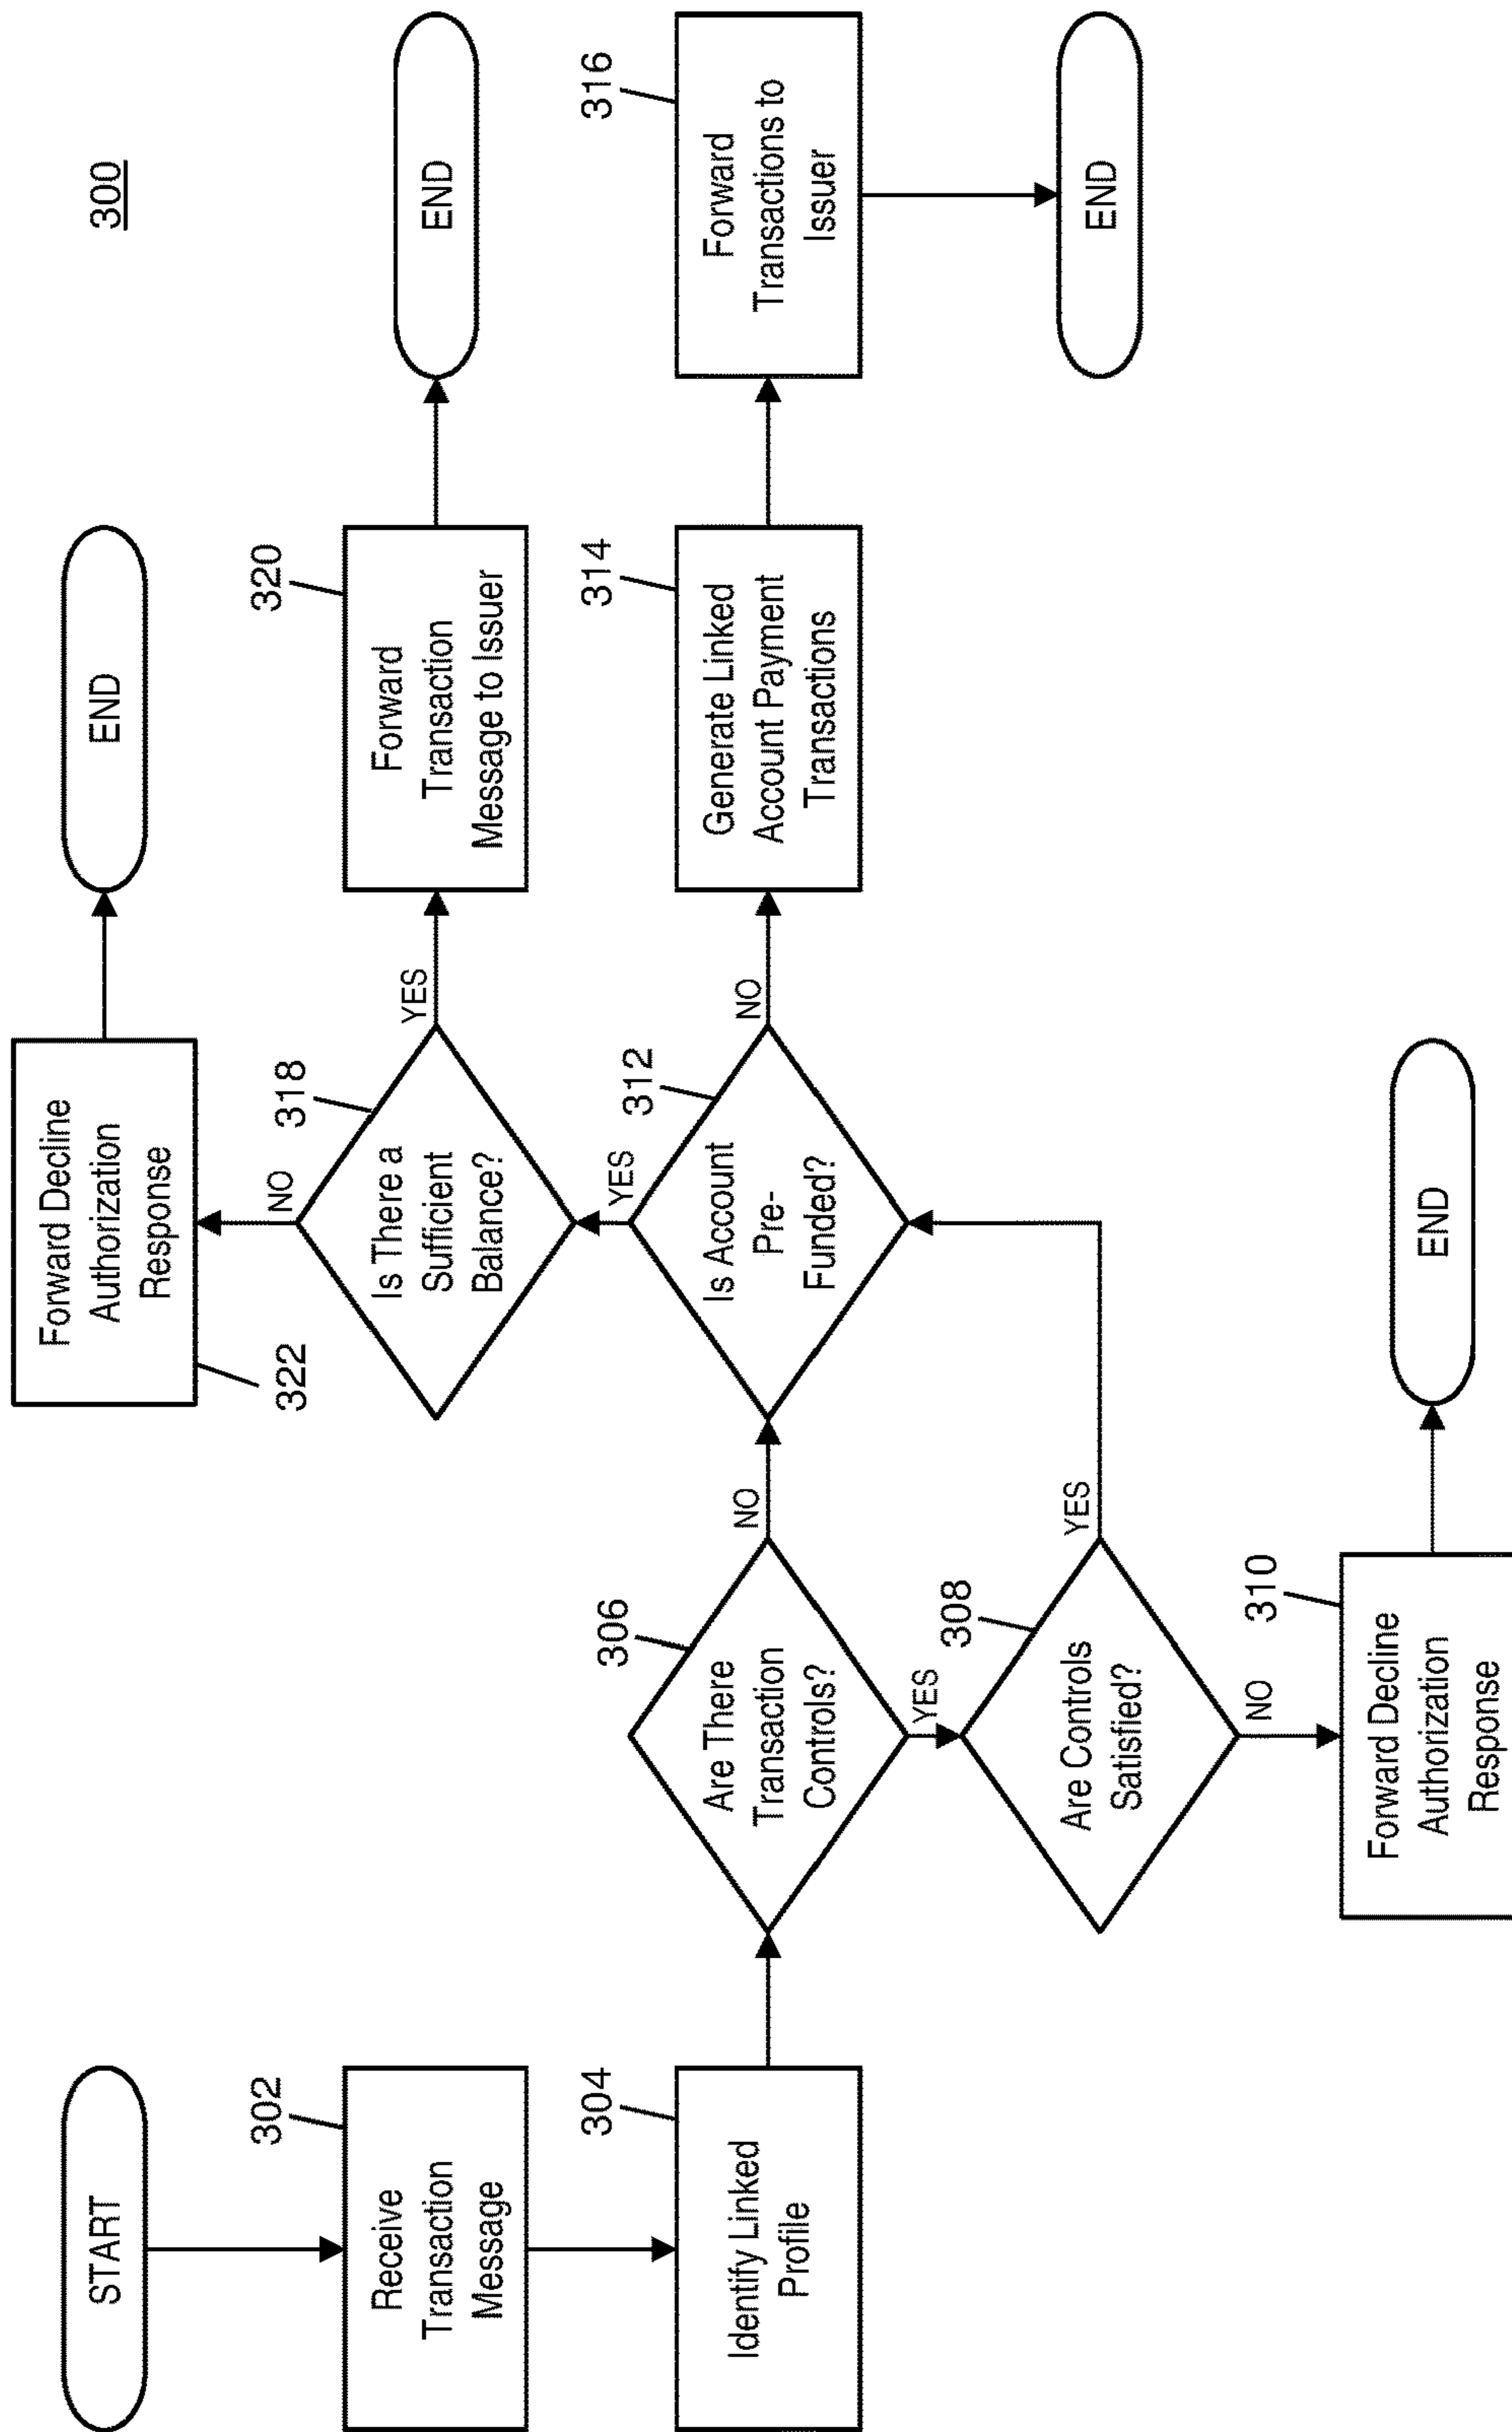 300
START
302
Receive
Transaction
Message
304
Identify Linked
Profile
306
Are There
Transaction
Controls?
NO
YES
308
Are Controls
Satisfied?
YES
NO
310
Forward Decline
Authorization
Response
END
312
Is Account
Pre-
Funded?
YES
NO
314
Generate Linked
Account Payment
Transactions
316
Forward
Transactions to
Issuer
END
318
Is There a
Sufficient
Balance?
YES
NO
320
Forward
Transaction
Message to Issuer
END
322
Forward Decline
Authorization
Response
END